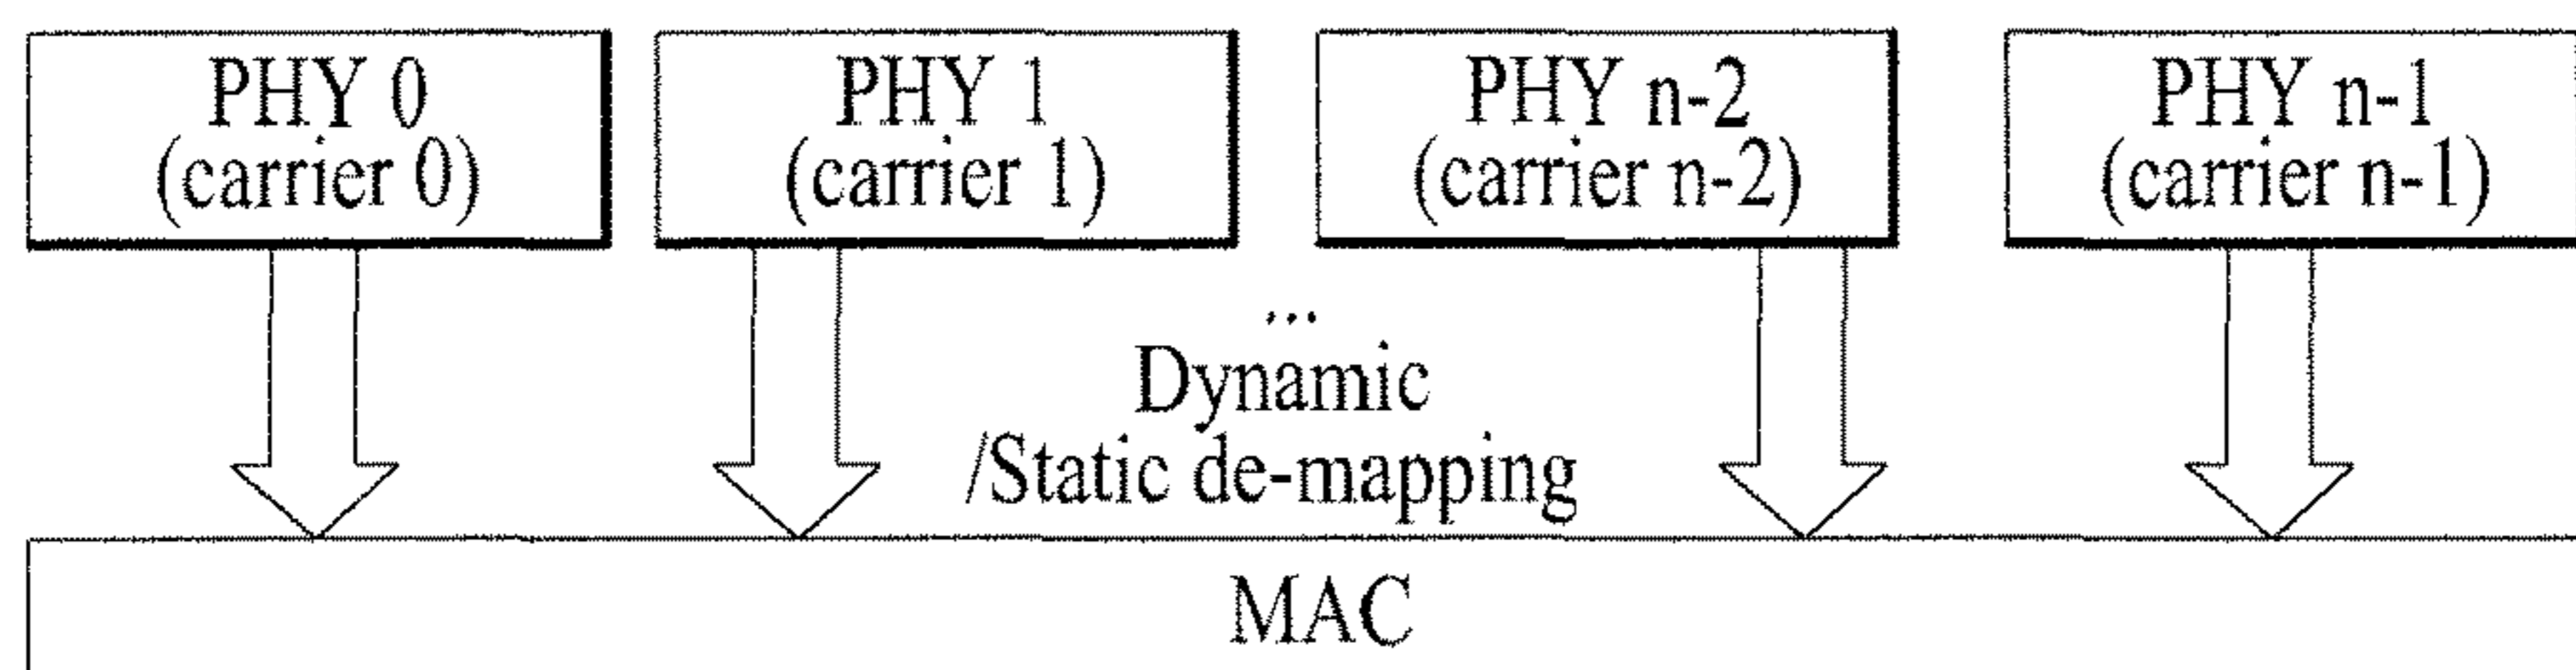 PHY 0
(carrier 0)
PHY 1
(carrier 1)
PHY n-2
(carrier n-2)
PHY n-1
(carrier n-1)
...
Dynamic
/Static de-mapping
MAC